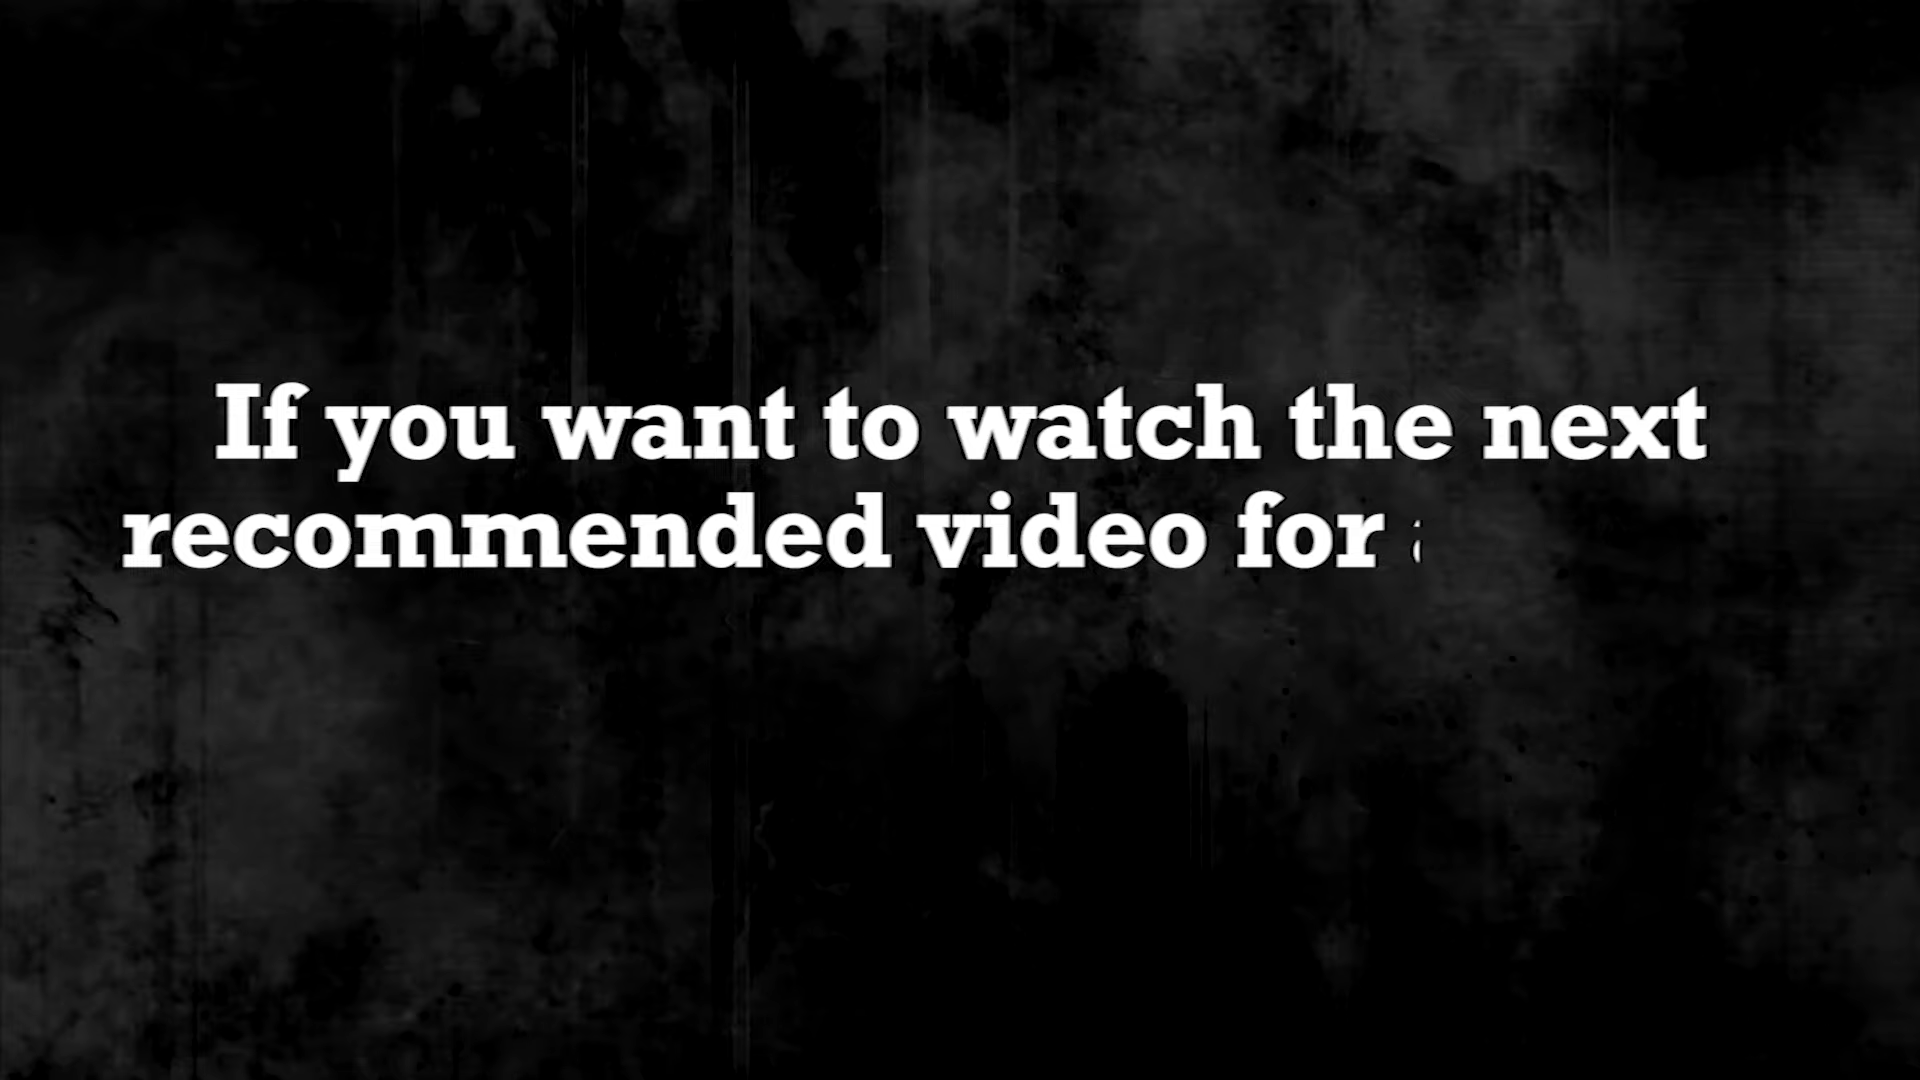 If you want to watch the next
recommended video for